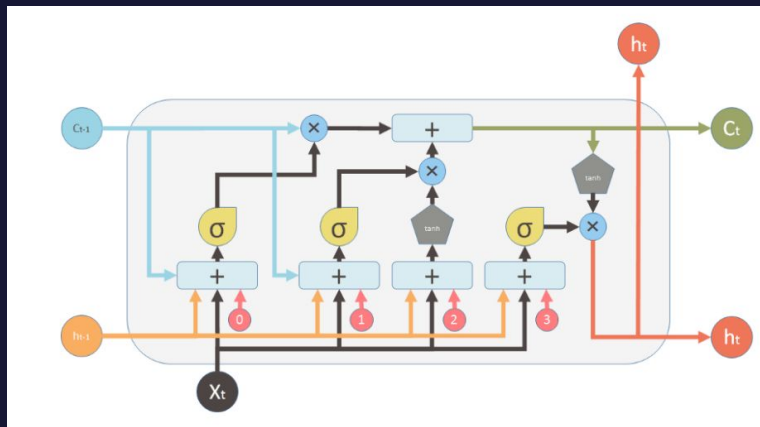 ht
Ct-1
×
+
Ct
×
tanh
σ
σ
tanh
σ
×
+
+
+
+
0
1
2
3
ht-1
ht
Xt